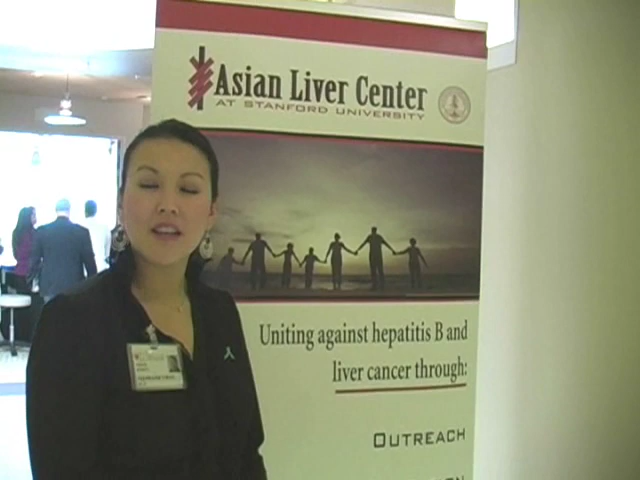 Asian Liver Center
AT STANFORD UNIVERSITY
Uniting against hepatitis B and
liver cancer through:
OUTREACH